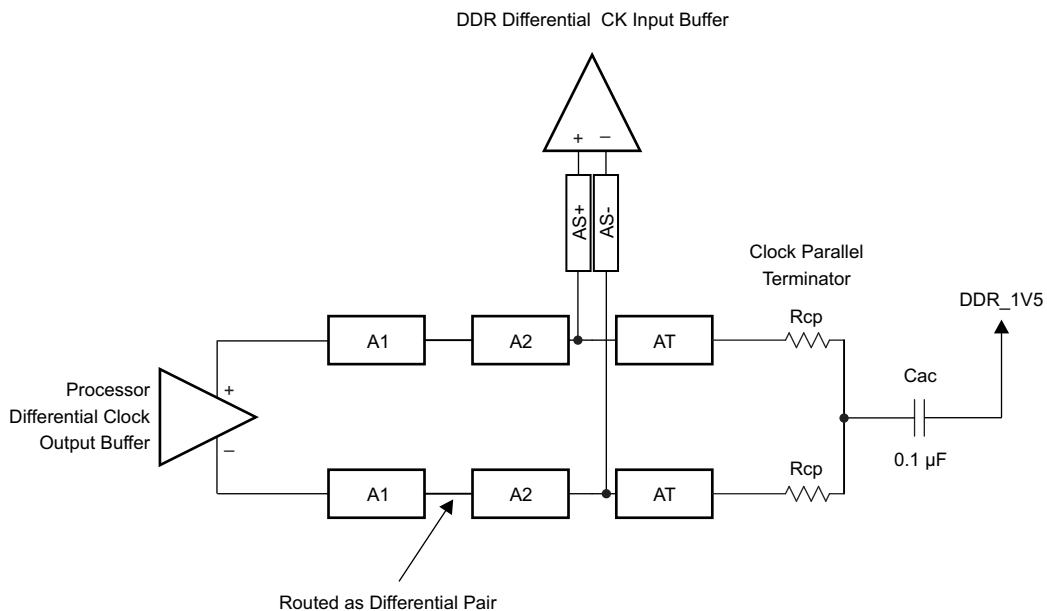 DDR Differential CK Input Buffer
+ –
AS+
AS-
Clock Parallel
Terminator
DDR_1V5
Rcp
A1
A2
AT
Cac
Processor
Differential Clock
Output Buffer
+
–
0.1 μF
Rcp
A1
A2
AT
Routed as Differential Pair